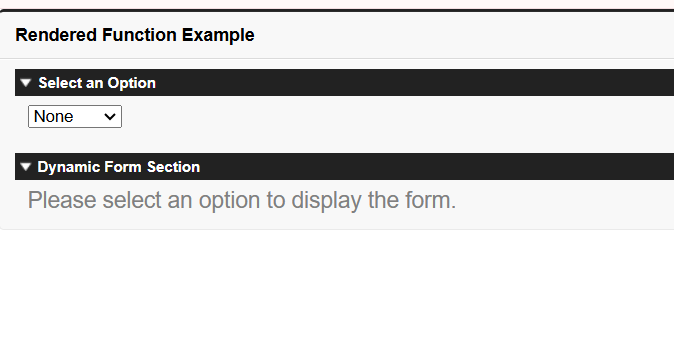 Rendered Function Example
Select an Option
None
Dynamic Form Section
Please select an option to display the form.